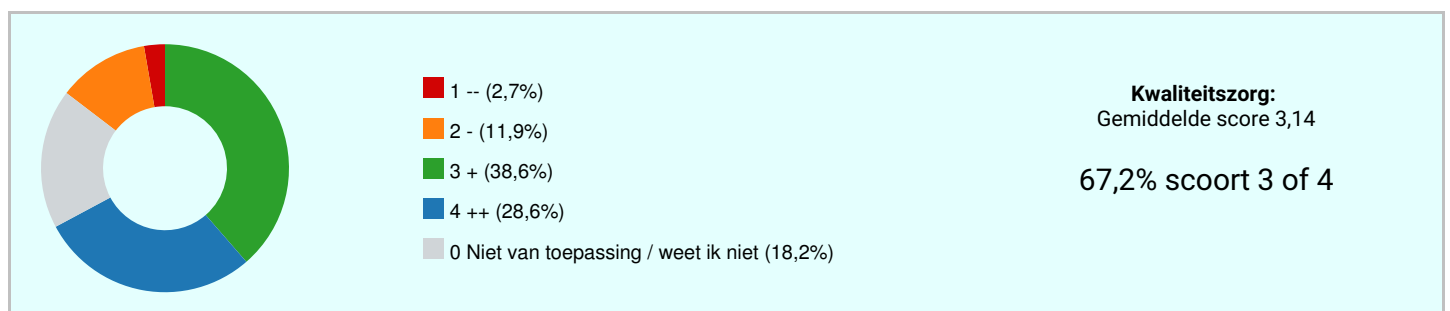 1 -- (2,7%)
2 - (11,9%)
3 + (38,6%)
4 ++ (28,6%)
0 Niet van toepassing / weet ik niet (18,2%)
Kwaliteitszorg:
Gemiddelde score 3,14
67,2% scoort 3 of 4